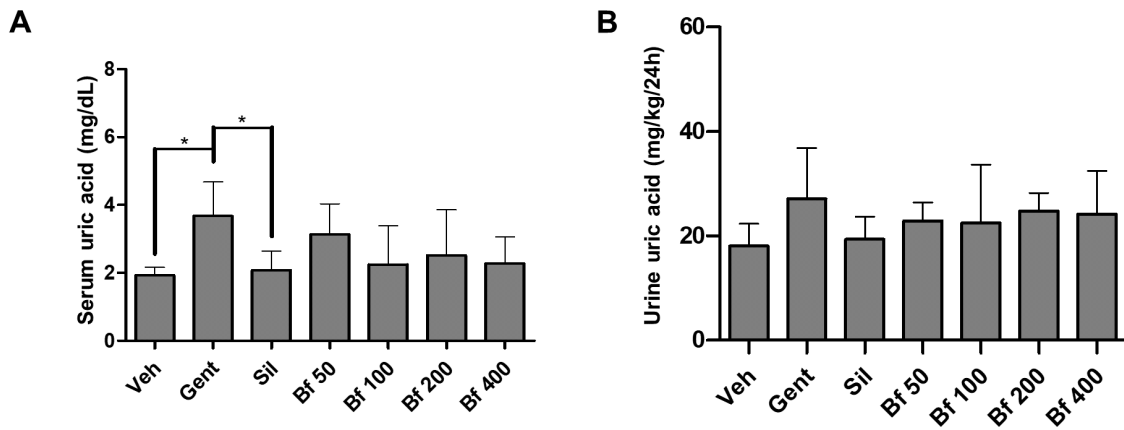 A
Serum uric acid (mg/dL)
8
6
4
2
0
*
*
Veh
Gent
Sil
Bf 50
Bf 100
Bf 200
Bf 400
B
Urine uric acid (mg/kg/24h)
60
40
20
0
Veh
Gent
Sil
Bf 50
Bf 100
Bf 200
Bf 400